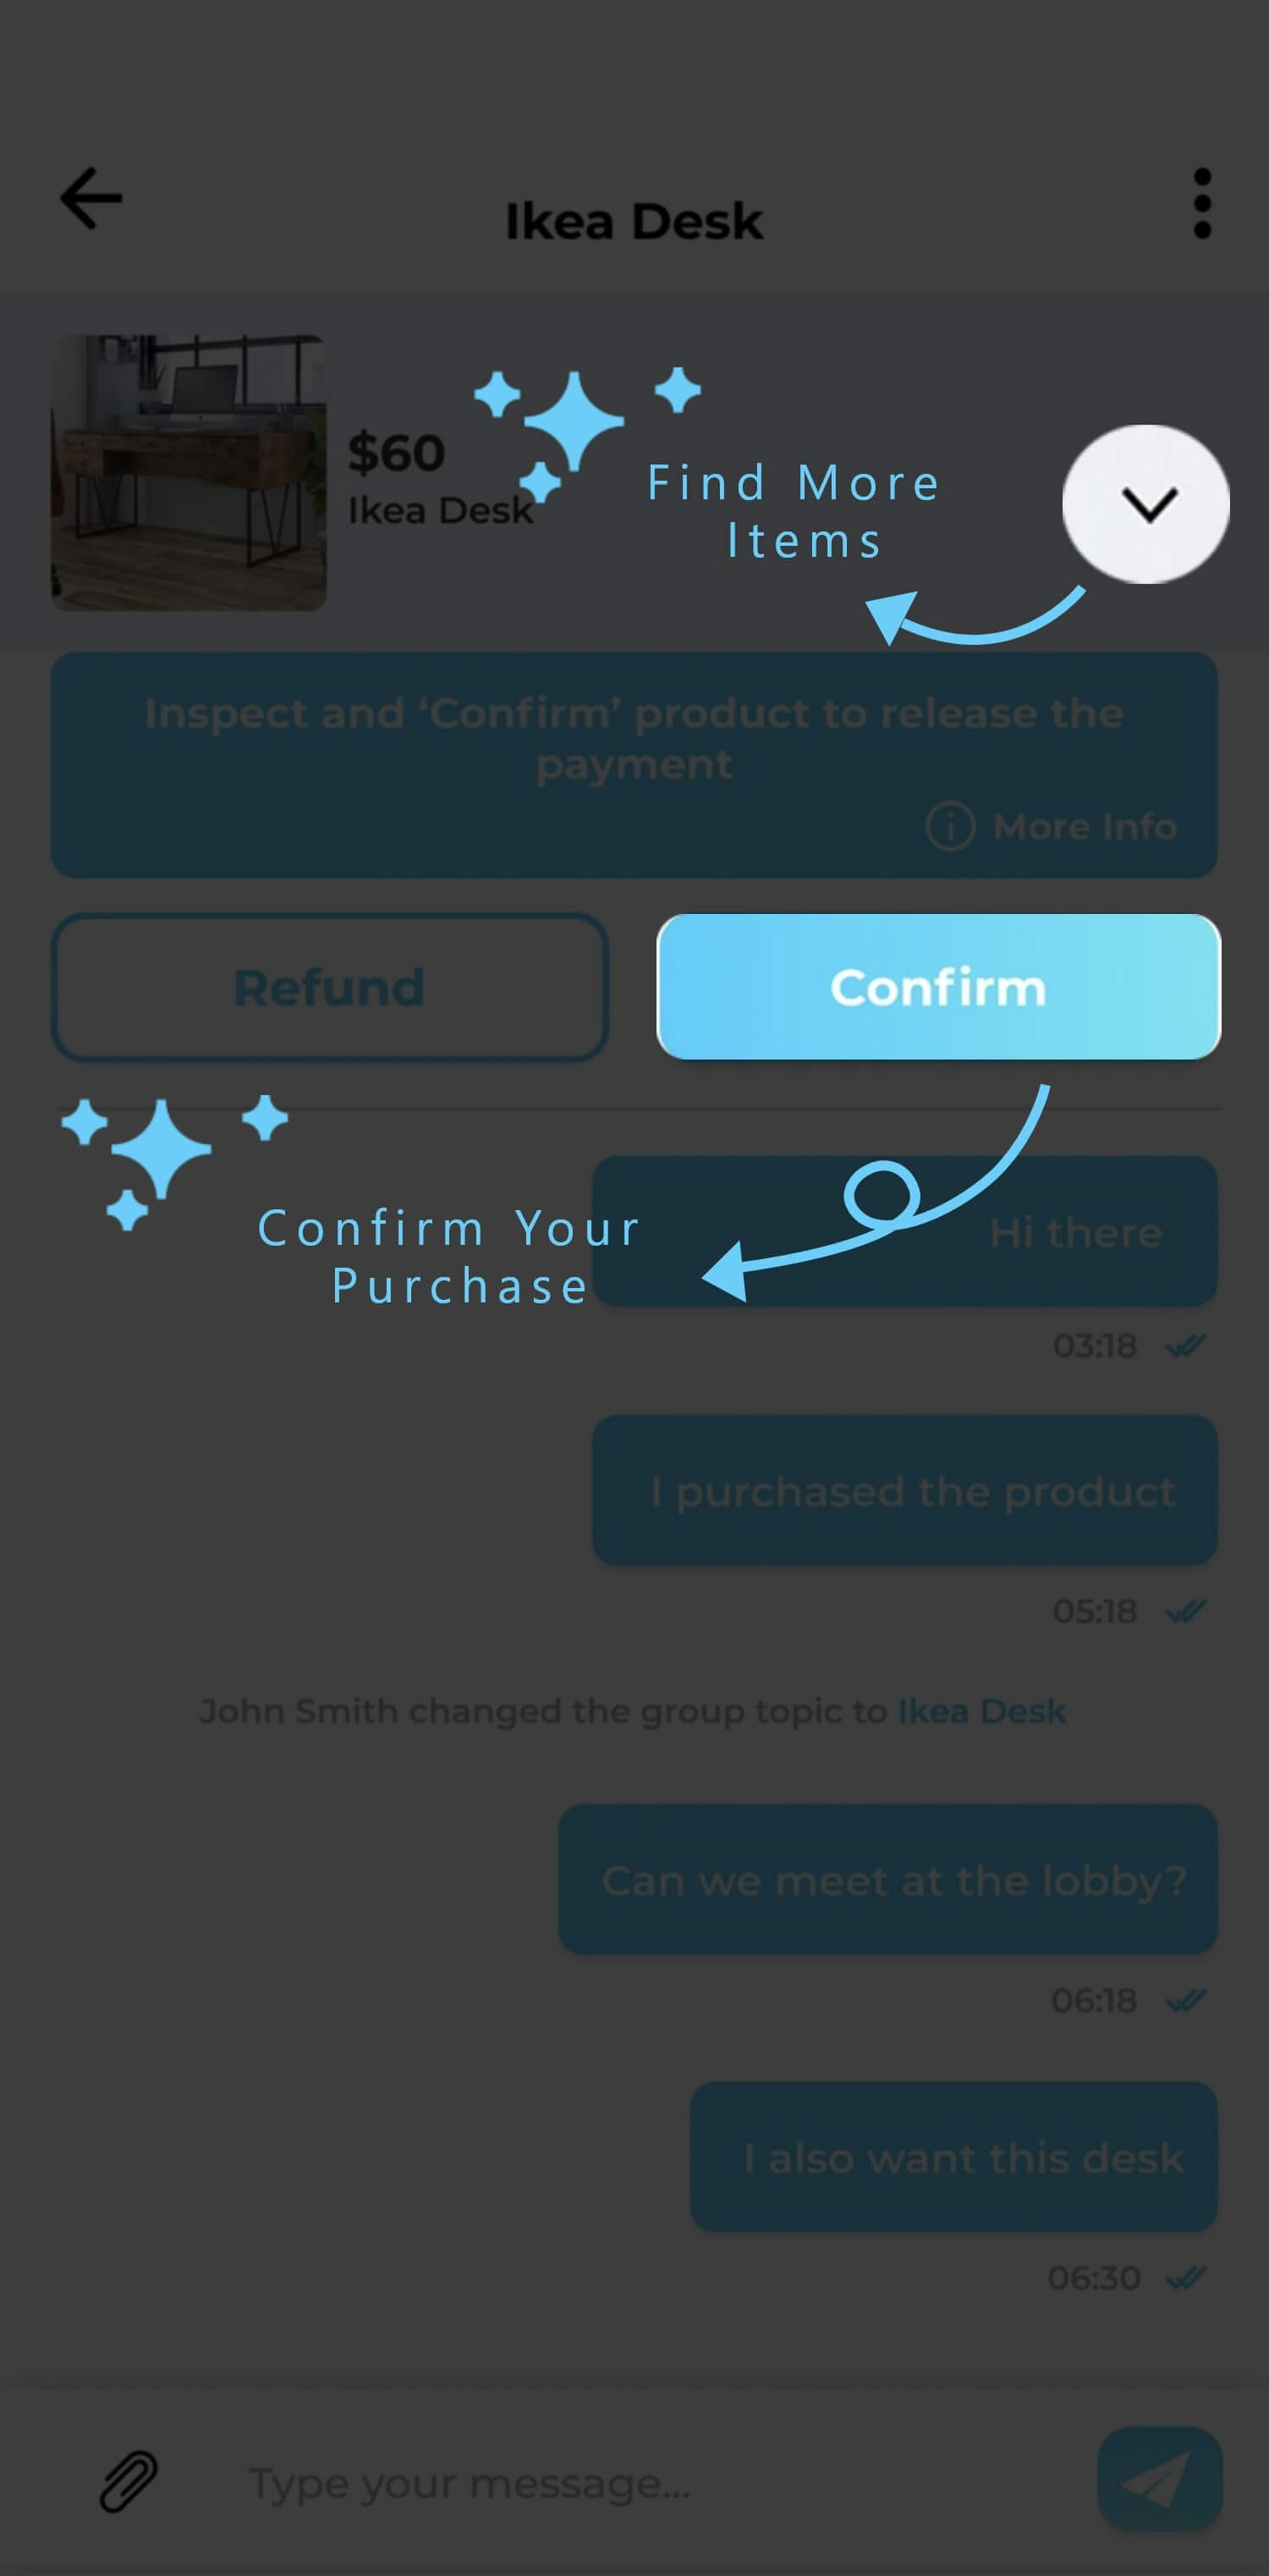 Ikea Desk
$60
Ikea Desk
Find More
Items
Inspect and ‘Confirm’ product to release the
payment
More Info
Refund
Confirm
Confirm Your
Purchase
Hi there
03:18
I purchased the product
05:18
John Smith changed the group topic to Ikea Desk
Can we meet at the lobby?
06:18
I also want this desk
06:30
Type your message...